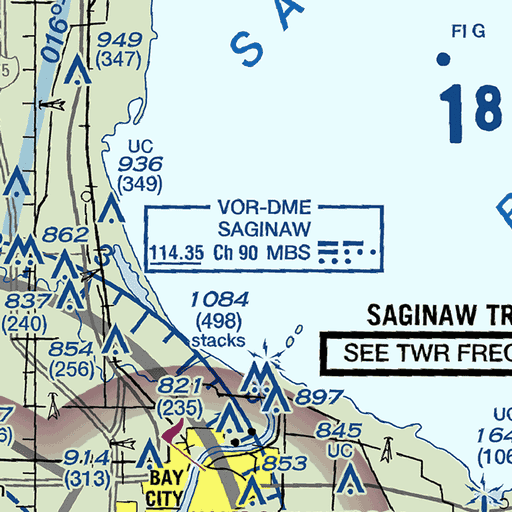 SA
949
(347)
016°
FI G
18
UC
936
(349)
VOR-DME
SAGINAW
114.35 Ch 90 MBS
862
3
837
(240)
1084
(498)
stacks
SAGINAW TR
SEE TWR FREQ
854
(256)
821
(235)
897
845
UC
UC
164
(106
914
(313)
853
BAY
CITY